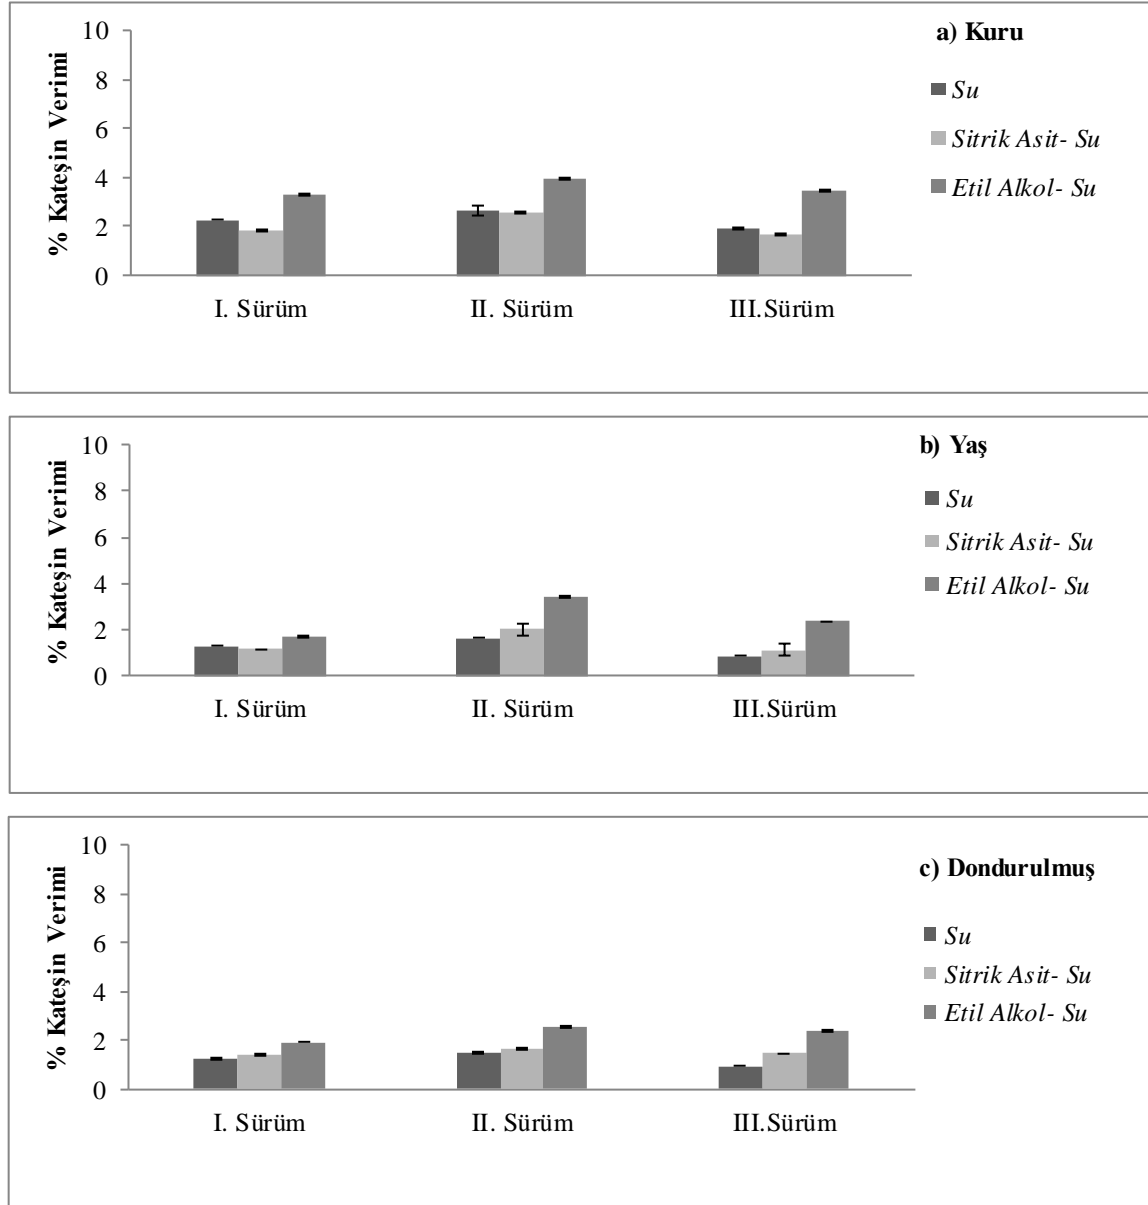 a) Kuru
% Kateşin Verimi
10
8
6
4
2
0
I. Sürüm II. Sürüm III.Sürüm
Su
Sitrik Asit- Su
Etil Alkol- Su
b) Yaş
% Kateşin Verimi
10
8
6
4
2
0
I. Sürüm II. Sürüm III.Sürüm
Su
Sitrik Asit- Su
Etil Alkol- Su
c) Dondurulmuş
% Kateşin Verimi
10
8
6
4
2
0
I. Sürüm II. Sürüm III.Sürüm
Su
Sitrik Asit- Su
Etil Alkol- Su